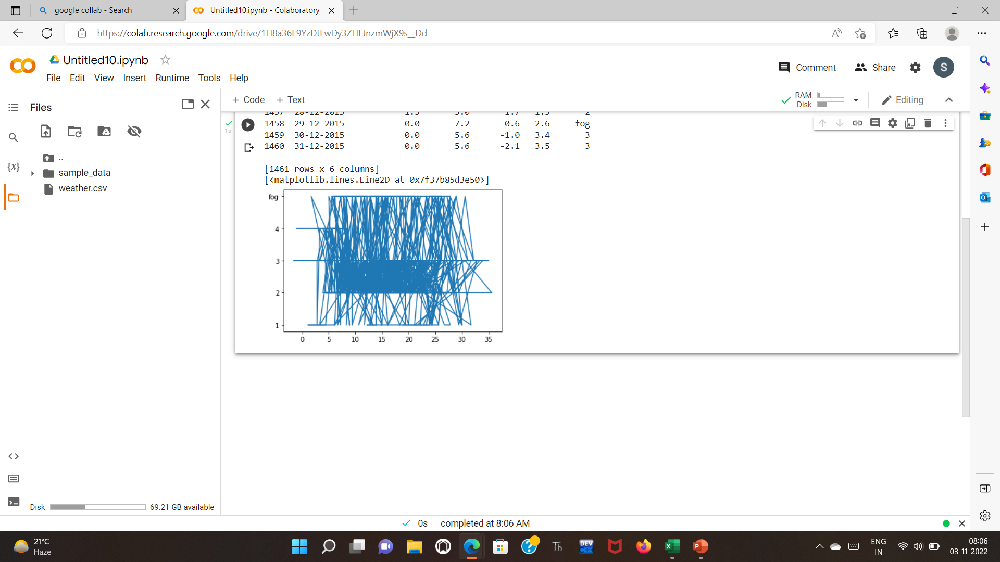 google collab - Search
Untitled10.ipynb - Colaboratory
https://colab.research.google.com/drive/1H8a36E9YzDtFwDy3ZHFJnzmWjX9s__Dd
Untitled10.ipynb
File Edit View Insert Runtime Tools Help
Comment
Share
S
Files
+ Code + Text
RAM
Disk
Editing
..
sample_data
weather.csv
{x}
1s
1457 28-12-2015 1.5 5.0 1.7 1.3 2
1458 29-12-2015 0.0 7.2 0.6 2.6 fog
1459 30-12-2015 0.0 5.6 -1.0 3.4 3
1460 31-12-2015 0.0 5.6 -2.1 3.5 3
[1461 rows x 6 columns]
[<matplotlib.lines.Line2D at 0x7f37b85d3e50>]
fog
4
3
2
1
0 5 10 15 20 25 30 35
Disk 69.21 GB available
0s completed at 8:06 AM
21°C
Haze
Th
DEV
C++
ENG
IN
08:06
03-11-2022